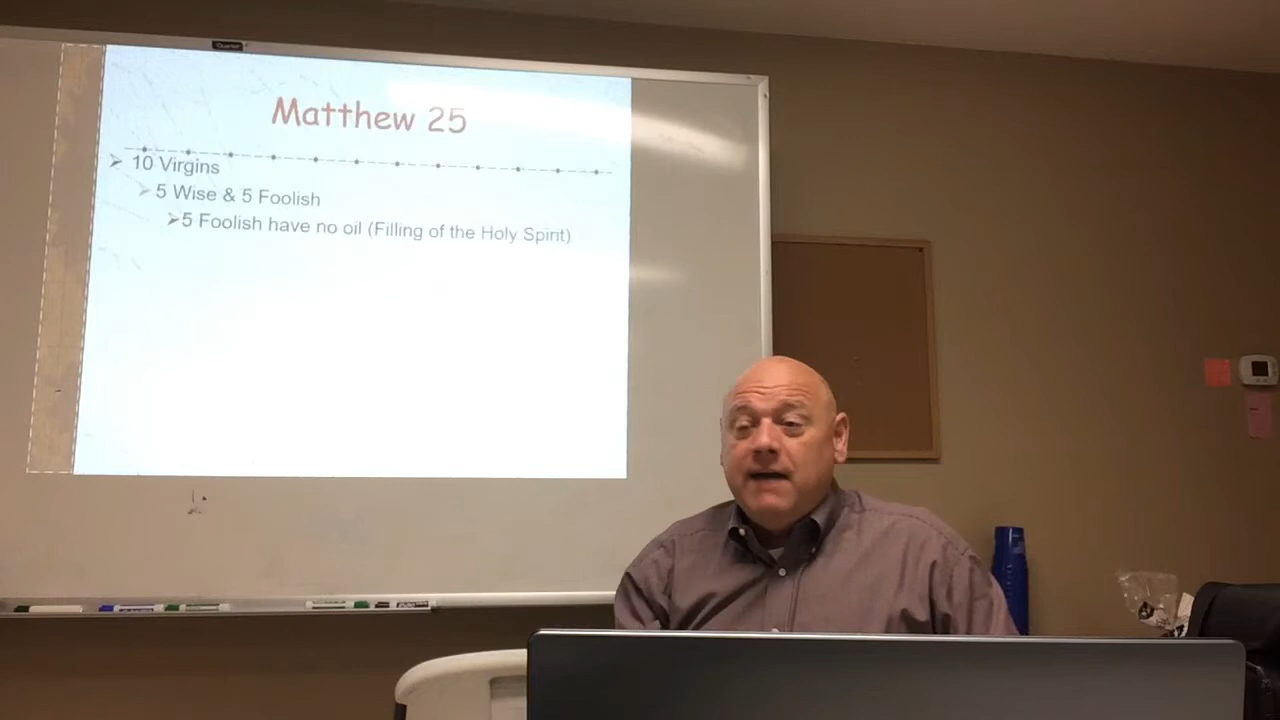 Matthew 25
10 Virgins
5 Wise & 5 Foolish
5 Foolish have no oil (Filling of the Holy Spirit)